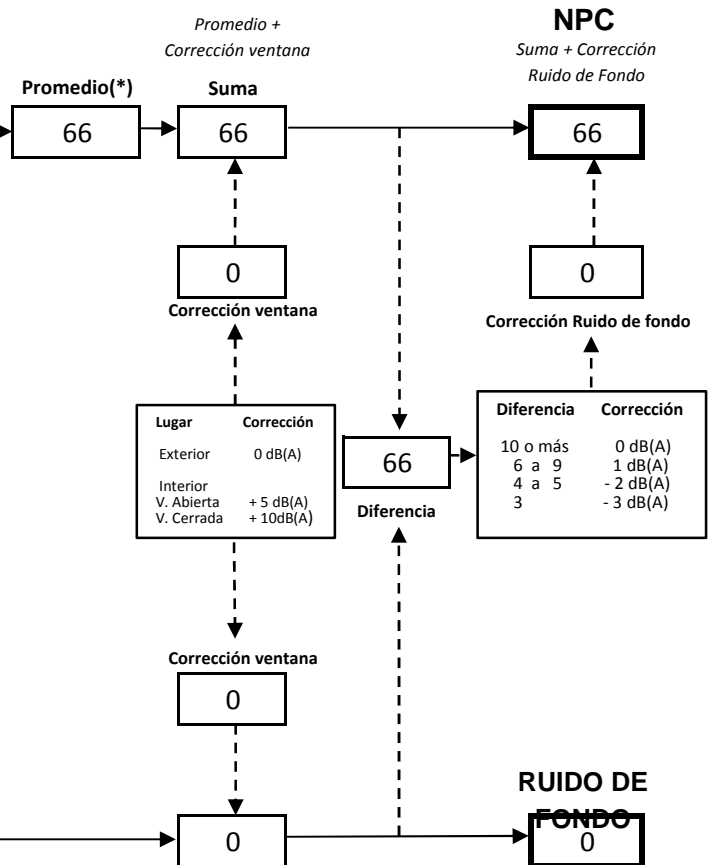 Promedio +
Corrección ventana
NPC
Suma + Corrección
Ruido de Fondo
Promedio(*)
Suma
66
66
66
0
0
Corrección ventana
Corrección Ruido de fondo
Lugar Corrección
Exterior 0 dB(A)
Interior
V. Abierta + 5 dB(A)
V. Cerrada + 10dB(A)
66
Diferencia
Diferencia Corrección
10 o más 0 dB(A)
6 a 9 1 dB(A)
4 a 5 - 2 dB(A)
3 - 3 dB(A)
Corrección ventana
0
RUIDO DE
FONDO
0
0